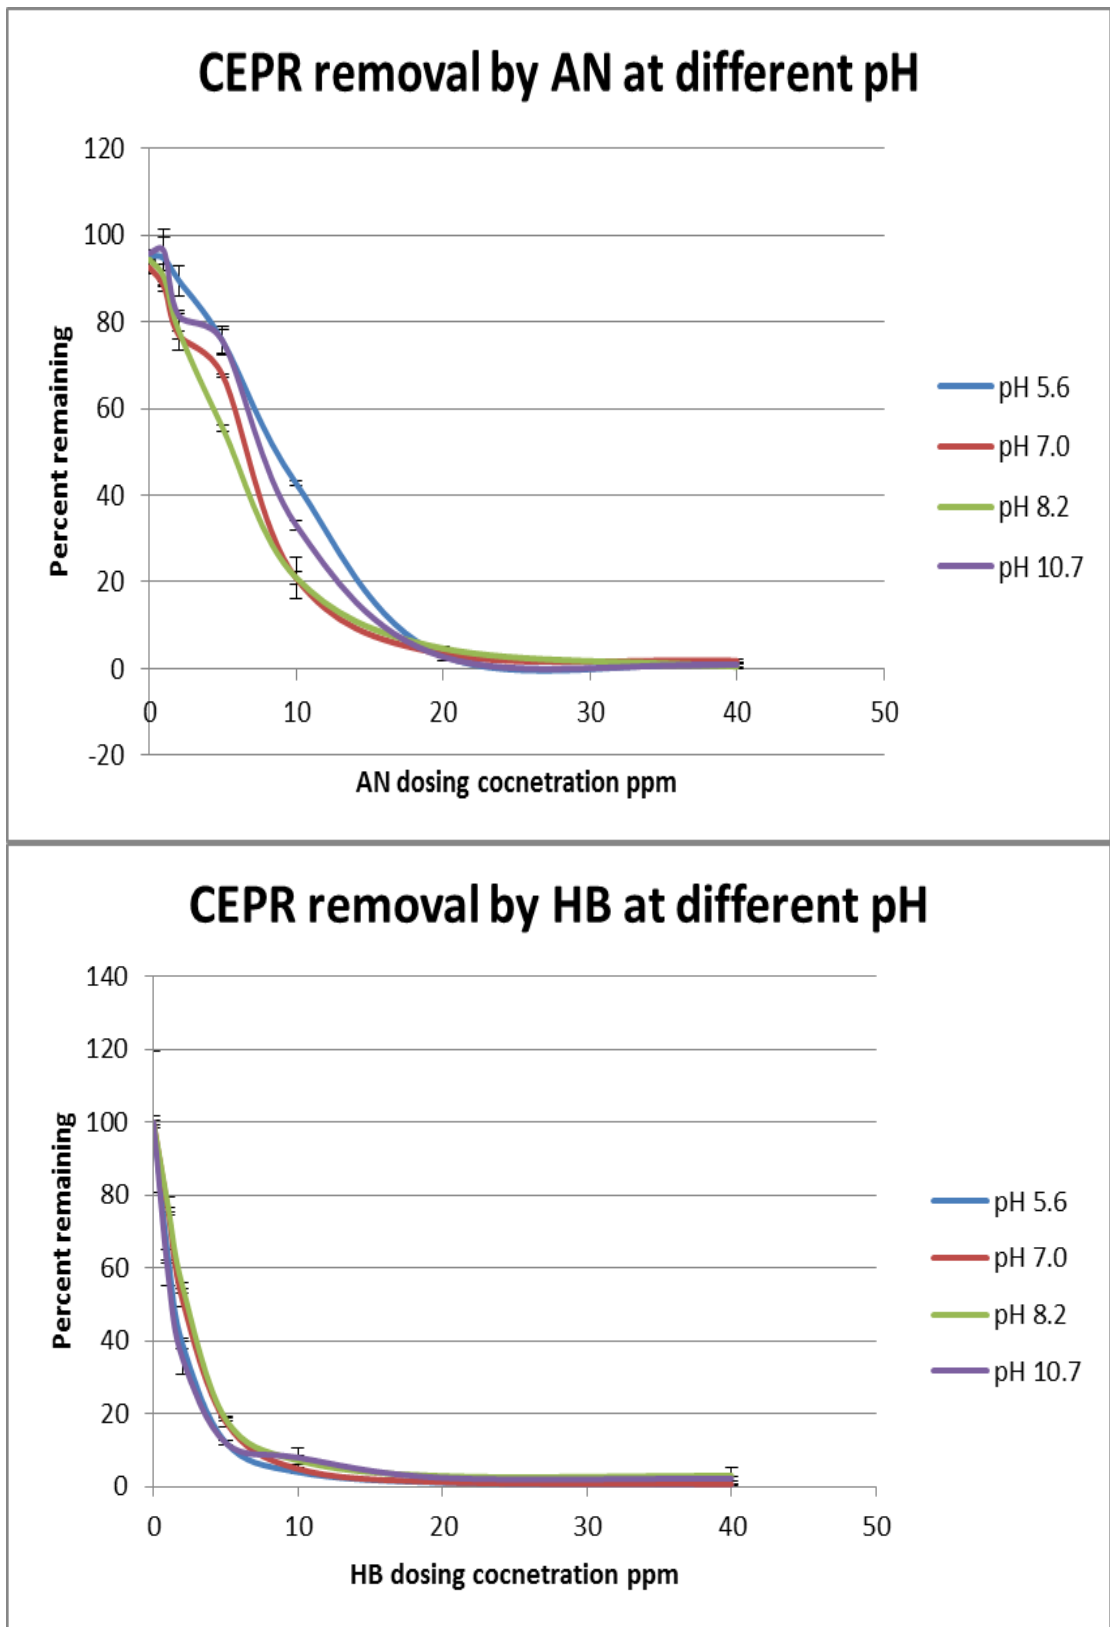 CEPR removal by AN at different pH
120
100
80
60
40
20
0
-20
Percent remaining
0 10 20 30 40 50
AN dosing cocnetration ppm
pH 5.6
pH 7.0
pH 8.2
pH 10.7
CEPR removal by HB at different pH
140
120
100
80
60
40
20
0
Percent remaining
0 10 20 30 40 50
HB dosing cocnetration ppm
pH 5.6
pH 7.0
pH 8.2
pH 10.7